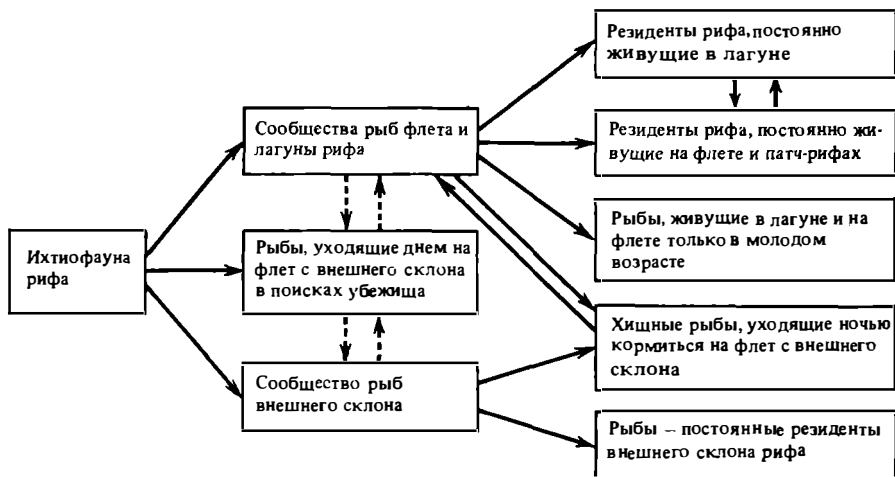 Ихтиофауна
рифа
Сообщества рыб флета и
лагуны рифа
Рыбы, уходящие днем на
флет с внешнего склона
в поисках убежища
Сообщество рыб
внешнего склона
Резиденты рифа, постоянно
живущие в лагуне
Резиденты рифа, постоянно жи-
вущие на флете и патч-рифах
Рыбы, живущие в лагуне и на
флете только в молодом
возрасте
Хищные рыбы, уходящие ночью
кормиться на флет с внешнего
склона
Рыбы – постоянные резиденты
внешнего склона рифа